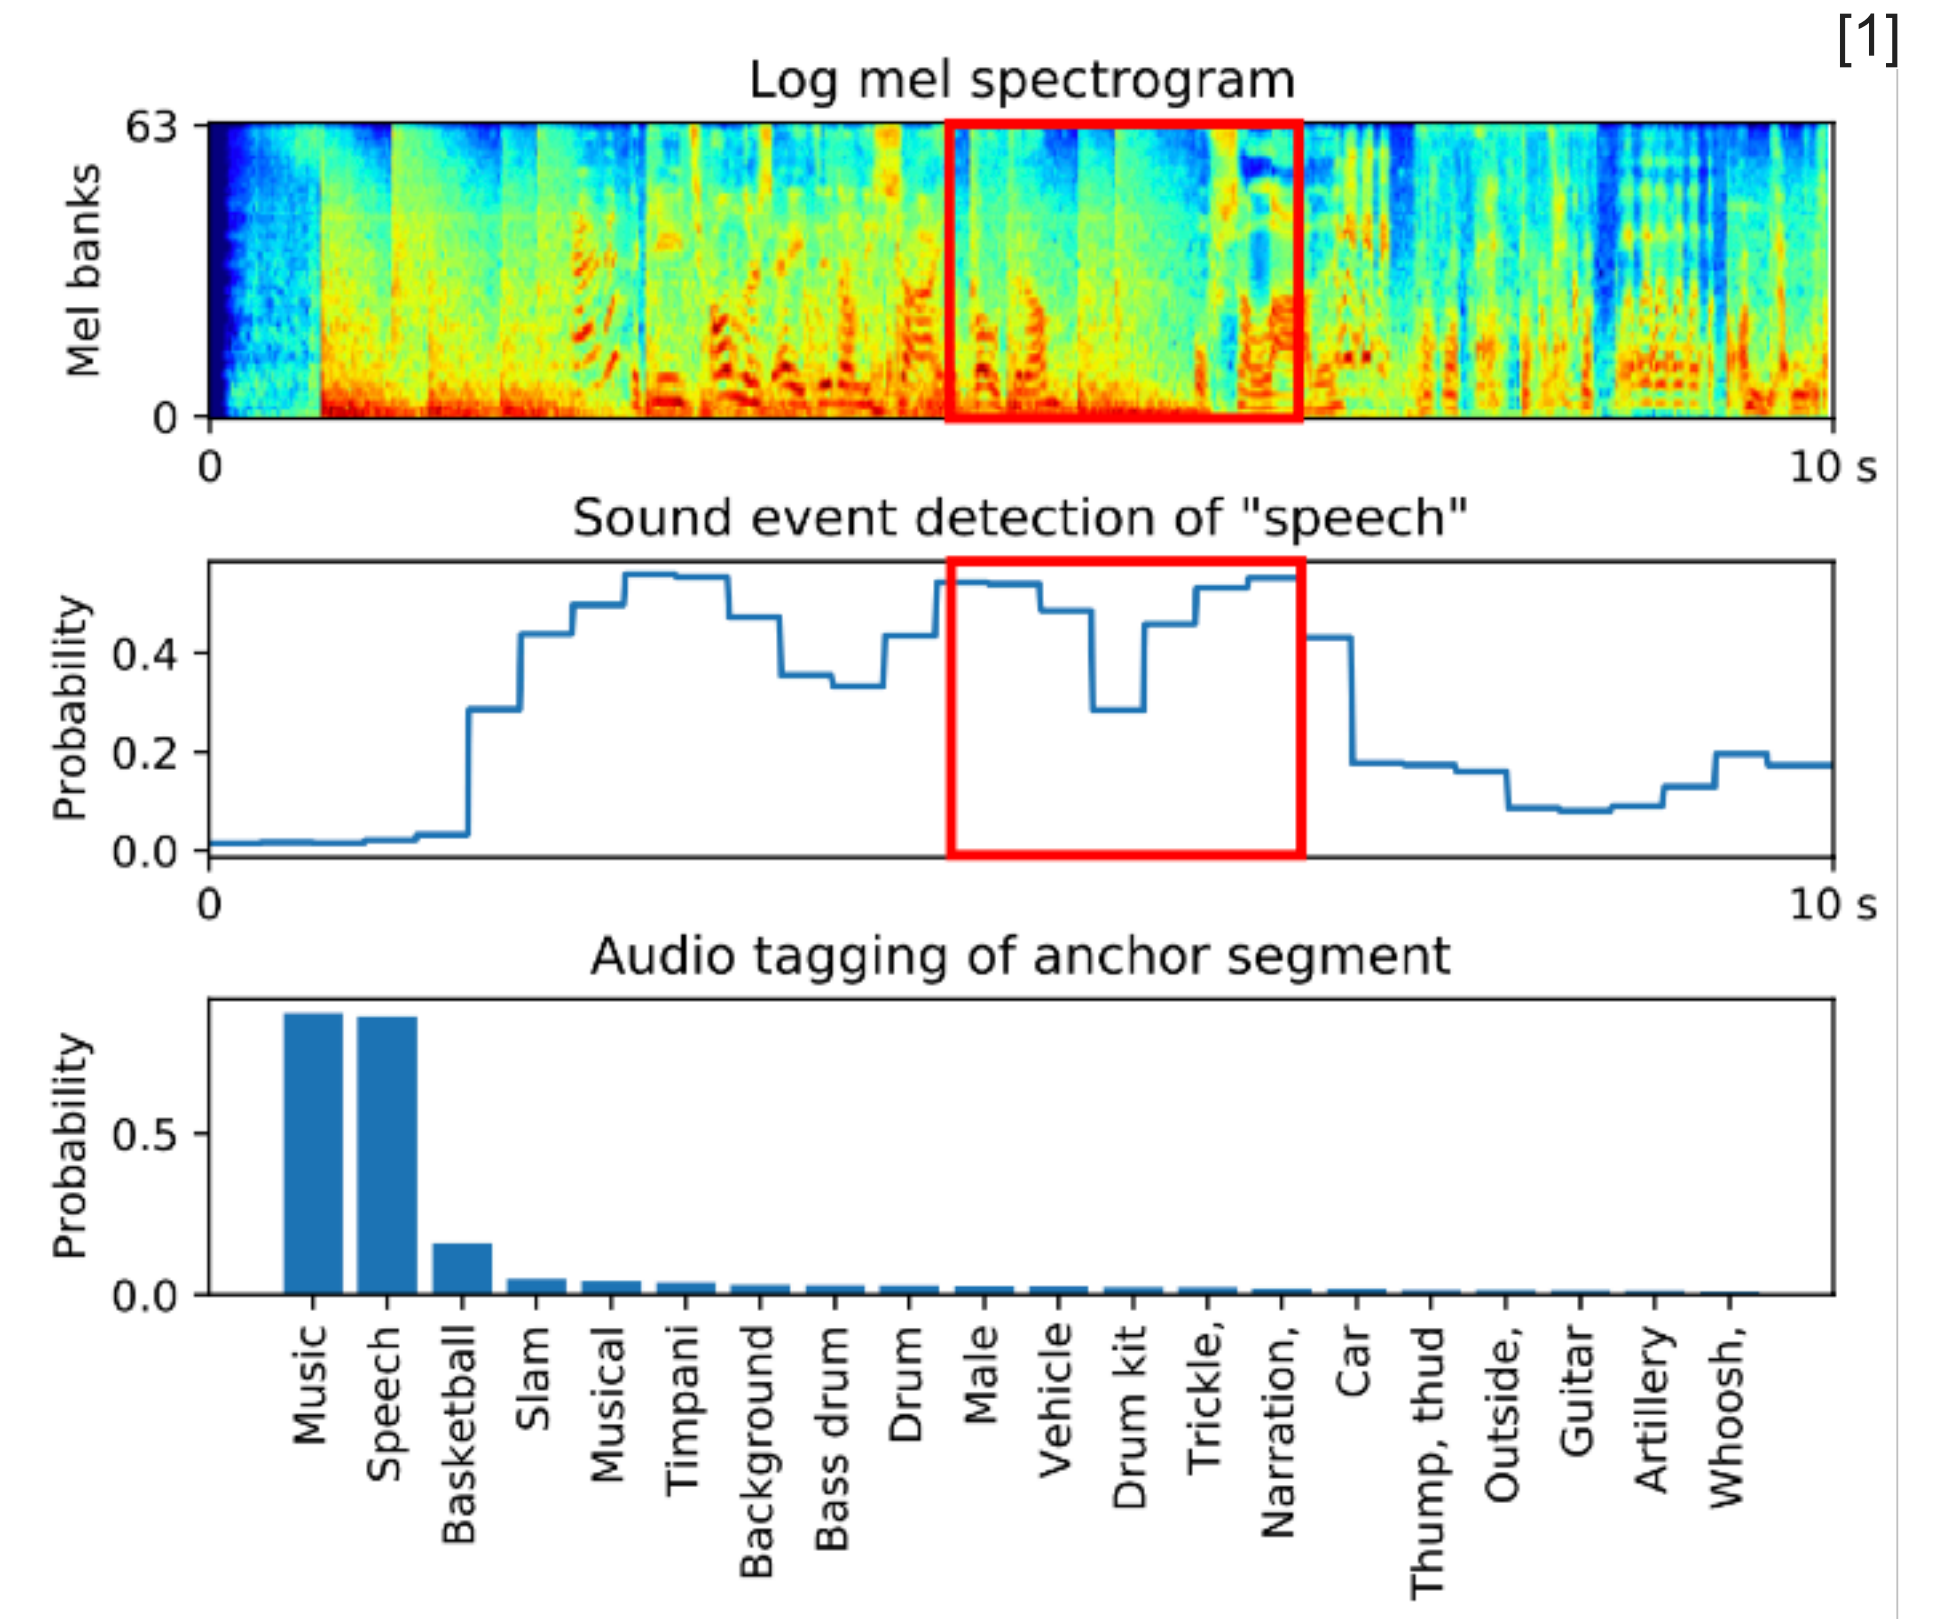 [1]
Log mel spectrogram
63
Mel banks
0
0
10 s
Sound event detection of "speech"
Probability
0.4
0.2
0.0
0
10 s
Audio tagging of anchor segment
Probability
0.5
0.0
Music
Speech
Basketball
Slam
Musical
Timpani
Background
Bass drum
Drum
Male
Vehicle
Drum kit
Trickle,
Narration,
Car
Thump, thud
Outside,
Guitar
Artillery
Whoosh,